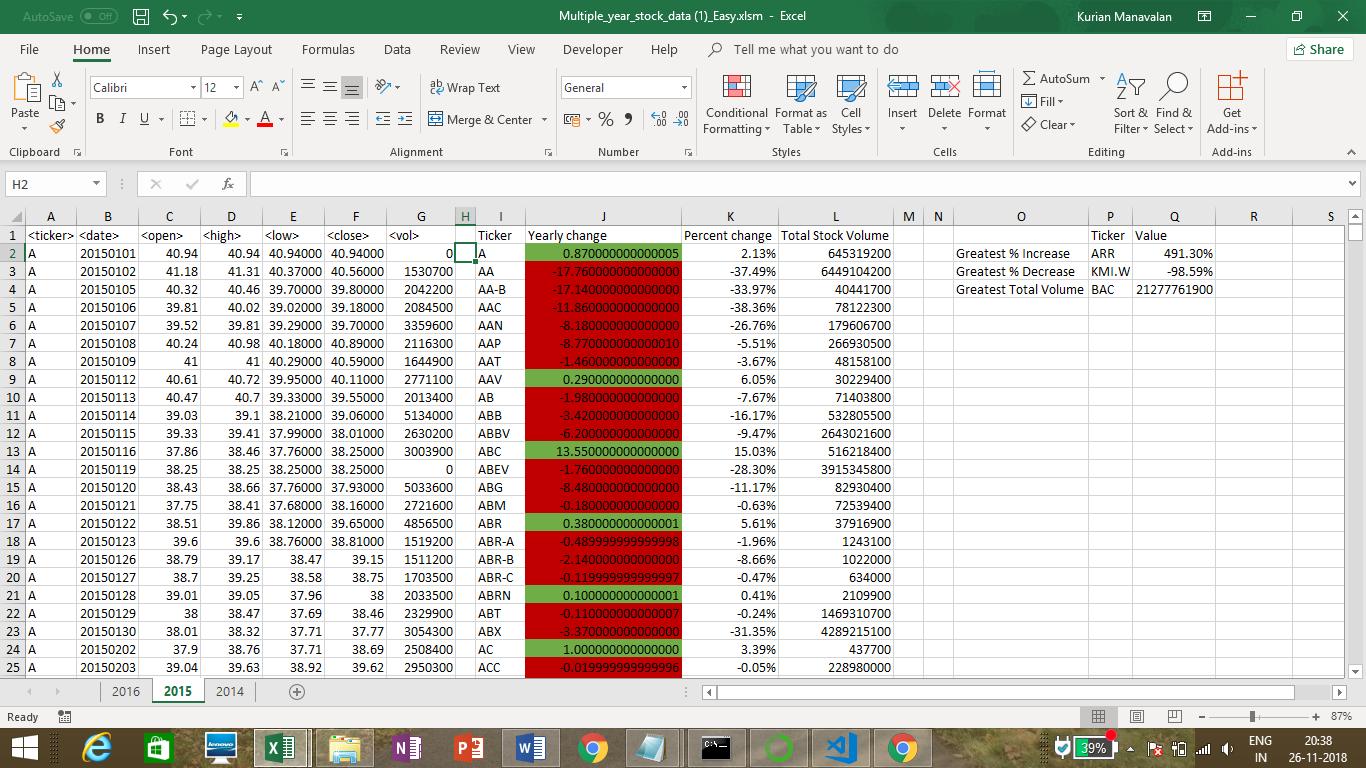 AutoSave Off Multiple_year_stock_data (1)_Easy.xlsm - Excel Kurian Manavalan
File Home Insert Page Layout Formulas Data Review View Developer Help Tell me what you want to do Share
Calibri 12 A A Wrap Text General AutoSum
Paste B I U A Merge & Center % Conditional Formatting Format as Table Cell Styles Insert Delete Format Fill Clear Sort & Filter Find & Select Get Add-ins
Clipboard Font Alignment Number Styles Cells Editing Add-ins
H2 fx
A B C D E F G H I J K L M N O P Q R S
1 <ticker> <date> <open> <high> <low> <close> <vol> Ticker Yearly change Percent change Total Stock Volume Ticker Value
2 A 20150101 40.94 40.94 40.94000 40.94000 0 A 0.870000000000005 2.13% 645319200 Greatest % Increase ARR 491.30%
3 A 20150102 41.18 41.31 40.37000 40.56000 1530700 AA -17.760000000000000 -37.49% 6449104200 Greatest % Decrease KMI.W -98.59%
4 A 20150105 40.32 40.46 39.70000 39.80000 2042200 AA-B -17.140000000000000 -33.97% 40441700 Greatest Total Volume BAC 21277761900
5 A 20150106 39.81 40.02 39.02000 39.18000 2084500 AAC -11.860000000000000 -38.36% 78122300
6 A 20150107 39.52 39.81 39.29000 39.70000 3359600 AAN -8.180000000000000 -26.76% 179606700
7 A 20150108 40.24 40.98 40.18000 40.89000 2116300 AAP -8.770000000000010 -5.51% 266930500
8 A 20150109 41 41 40.29000 40.59000 1644900 AAT -1.460000000000000 -3.67% 48158100
9 A 20150112 40.61 40.72 39.95000 40.11000 2771100 AAV 0.290000000000000 6.05% 30229400
10 A 20150113 40.47 40.7 39.33000 39.55000 2013400 AB -1.980000000000000 -7.67% 71403800
11 A 20150114 39.03 39.1 38.21000 39.06000 5134000 ABB -3.420000000000000 -16.17% 532805500
12 A 20150115 39.33 39.41 37.99000 38.01000 2630200 ABBV -6.200000000000000 -9.47% 2643021600
13 A 20150116 37.86 38.46 37.76000 38.25000 3003900 ABC 13.550000000000000 15.03% 516218400
14 A 20150119 38.25 38.25 38.25000 38.25000 0 ABEV -1.760000000000000 -28.30% 3915345800
15 A 20150120 38.43 38.66 37.76000 37.93000 5033600 ABG -8.480000000000000 -11.17% 82930400
16 A 20150121 37.75 38.41 37.68000 38.16000 2721600 ABM -0.180000000000000 -0.63% 72539400
17 A 20150122 38.51 39.86 38.12000 39.65000 4856500 ABR 0.380000000000001 5.61% 37916900
18 A 20150123 39.6 39.6 38.76000 38.81000 1519200 ABR-A -0.489999999999998 -1.96% 1243100
19 A 20150126 38.79 39.17 38.47 39.15 1511200 ABR-B -2.140000000000000 -8.66% 1022000
20 A 20150127 38.7 39.25 38.58 38.75 1703500 ABR-C -0.119999999999997 -0.47% 634000
21 A 20150128 39.01 39.05 37.96 38 2033500 ABRN 0.100000000000001 0.41% 2109900
22 A 20150129 38 38.47 37.69 38.46 2329900 ABT -0.110000000000007 -0.24% 1469310700
23 A 20150130 38.01 38.32 37.71 37.77 3054300 ABX -3.370000000000000 -31.35% 4289215100
24 A 20150202 37.9 38.76 37.71 38.69 2508400 AC 1.000000000000000 3.39% 437700
25 A 20150203 39.04 39.63 38.92 39.62 2950300 ACC -0.019999999999996 -0.05% 228980000
2016 2015 2014
Ready 87%
39% ENG 20:38
IN 26-11-2018